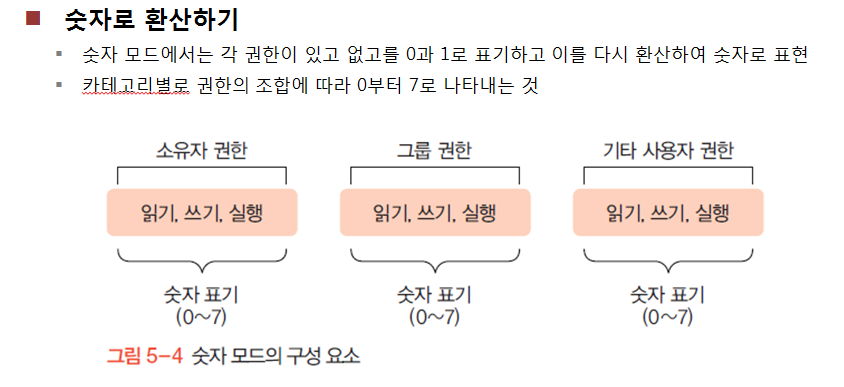 숫자로 환산하기
숫자 모드에서는 각 권한이 있고 없고를 0과 1로 표기하고 이를 다시 환산하여 숫자로 표현
카테고리별로 권한의 조합에 따라 0부터 7로 나타내는 것
소유자 권한 그룹 권한 기타 사용자 권한
읽기, 쓰기, 실행 읽기, 쓰기, 실행 읽기, 쓰기, 실행
숫자 표기 숫자 표기 숫자 표기
(0~7) (0~7) (0~7)
그림 5-4 숫자 모드의 구성 요소